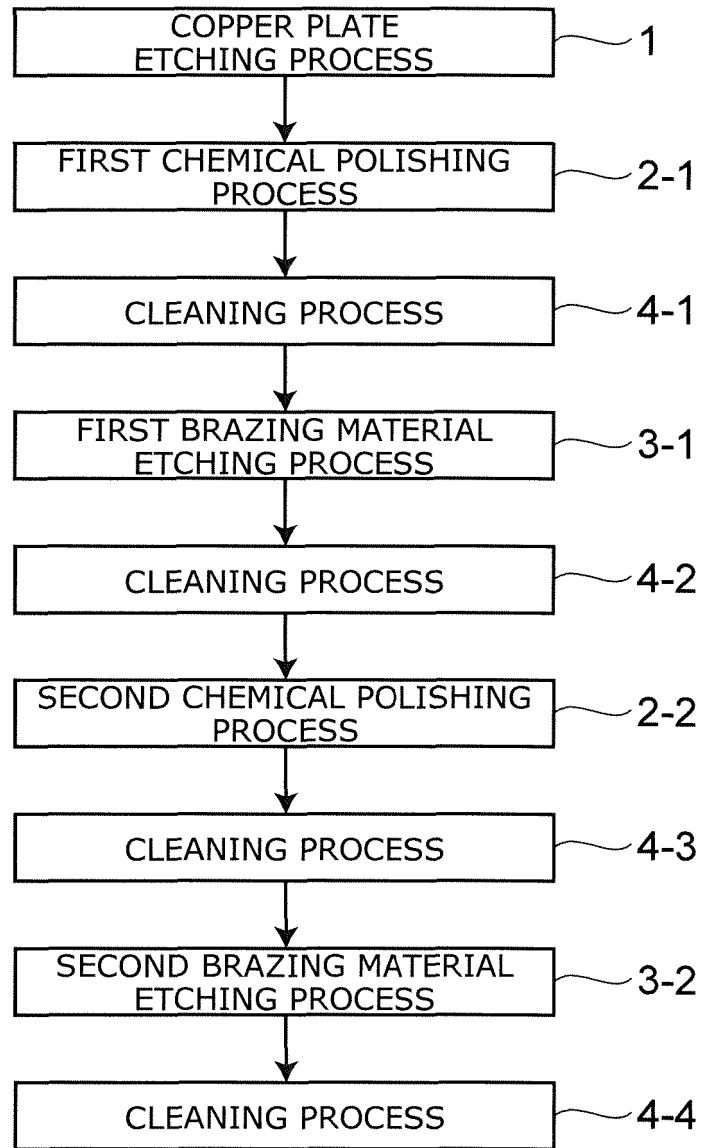 COPPER PLATE
ETCHING PROCESS
1
FIRST CHEMICAL POLISHING
PROCESS
2-1
CLEANING PROCESS
4-1
FIRST BRAZING MATERIAL
ETCHING PROCESS
3-1
CLEANING PROCESS
4-2
SECOND CHEMICAL POLISHING
PROCESS
2-2
CLEANING PROCESS
4-3
SECOND BRAZING MATERIAL
ETCHING PROCESS
3-2
CLEANING PROCESS
4-4